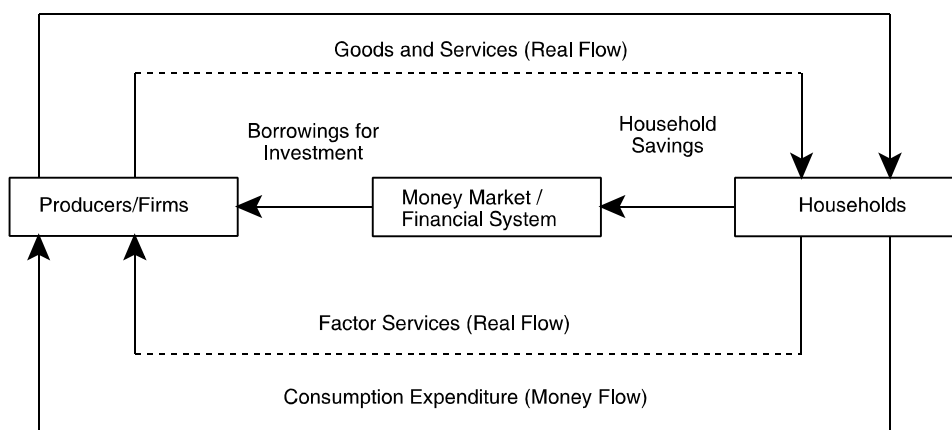 Goods and Services (Real Flow)
Borrowings for
Investment
Household
Savings
Producers/Firms
Money Market /
Financial System
Households
Factor Services (Real Flow)
Consumption Expenditure (Money Flow)